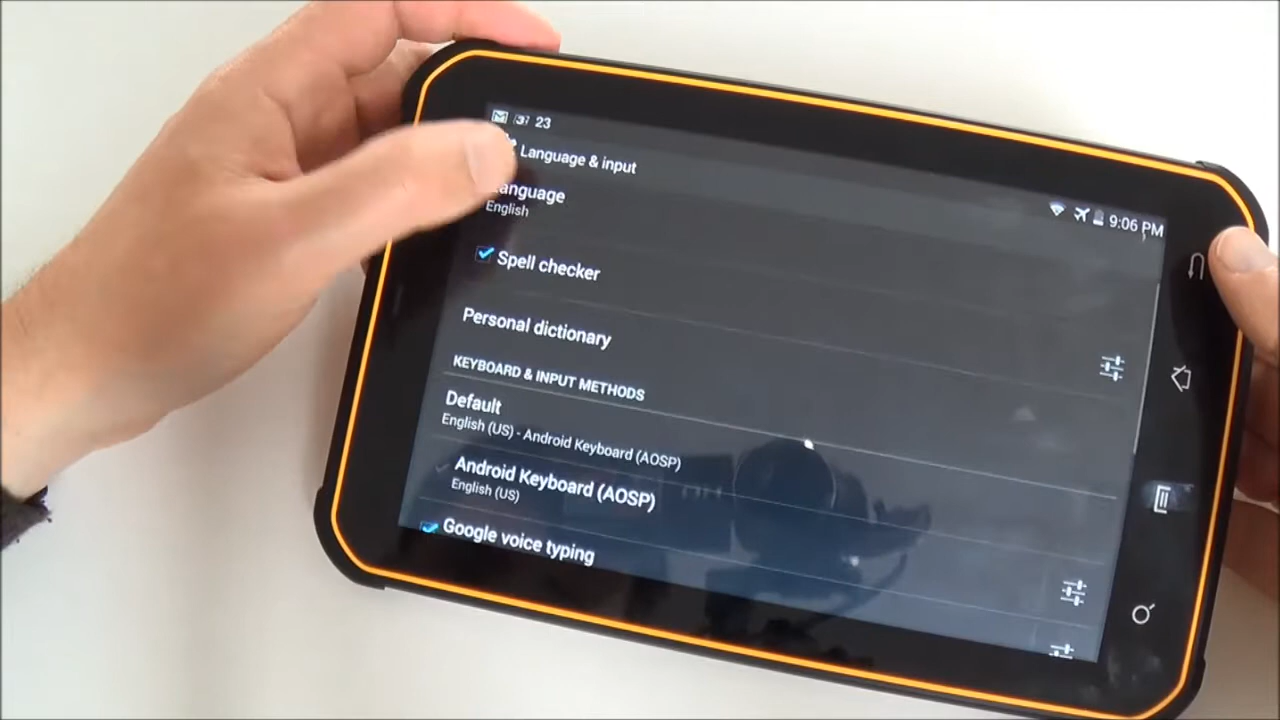 23
9:06 PM
Language & input
Language
English
Spell checker
Personal dictionary
KEYBOARD & INPUT METHODS
Default
English (US) - Android Keyboard (AOSP)
Android Keyboard (AOSP)
English (US)
Google voice typing